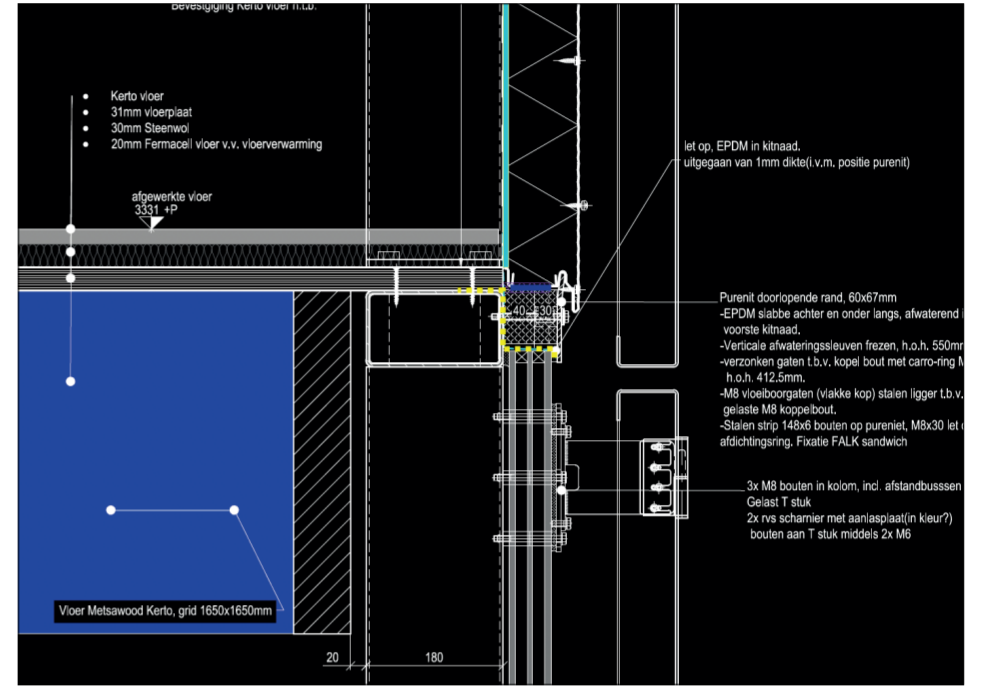 Bevestgiging Kerto vloer n.t.b.
Kerto vloer
31mm vloerplaat
30mm Steenwol
20mm Fermacell vloer v.v. vloerverwarming
afgewerkte vloer
3331 +P
let op, EPDM in kitnaad.
uitgegaan van 1mm dikte(i.v.m. positie purenit)
40 30
Purenit doorlopende rand, 60x67mm
-EPDM slabbe achter en onder langs, afwaterend
voorste kitnaad.
-Verticale afwateringssleuven frezen, h.o.h. 550mm
-verzonken gaten t.b.v. kopel bout met carro-ring
h.o.h. 412.5mm.
-M8 vloeiboorgaten (vlakke kop) stalen ligger t.b.v.
gelaste M8 koppelbout.
-Stalen strip 148x6 bouten op pureniet, M8x30 let
afdichtingsring. Fixatie FALK sandwich
3x M8 bouten in kolom, incl. afstandbusssen
Gelast T stuk
2x rvs scharnier met aanlasplaat(in kleur?)
bouten aan T stuk middels 2x M6
Vloer Metsawood Kerto, grid 1650x1650mm
20 180